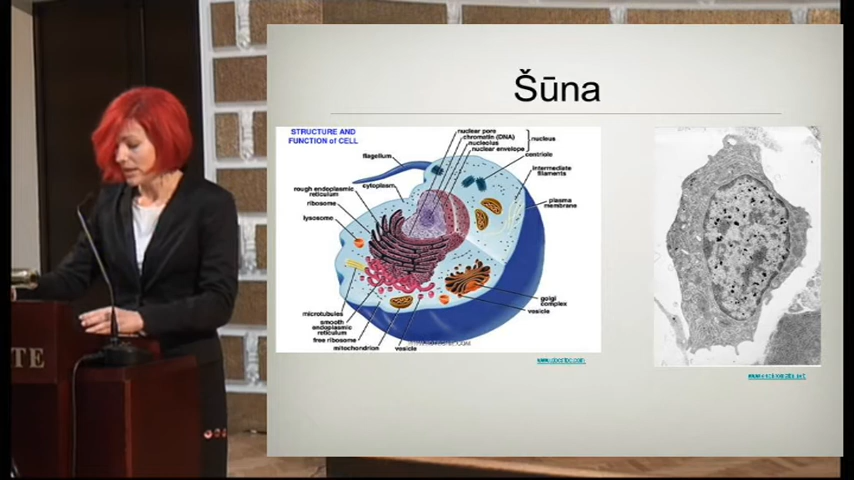 Šūna
STRUCTURE AND
FUNCTION of CELL
nuclear pore
chromatin (DNA)
nucleolus
nuclear envelope
nucleus
centriole
flagellum
intermediate
filaments
cytoplasm
rough endoplasmic
reticulum
ribosome
plasma
membrane
lysosome
microtubules
smooth
endoplasmic
reticulum
free ribosome
mitochondrion
vesicle
golgi
complex
vesicle
TE